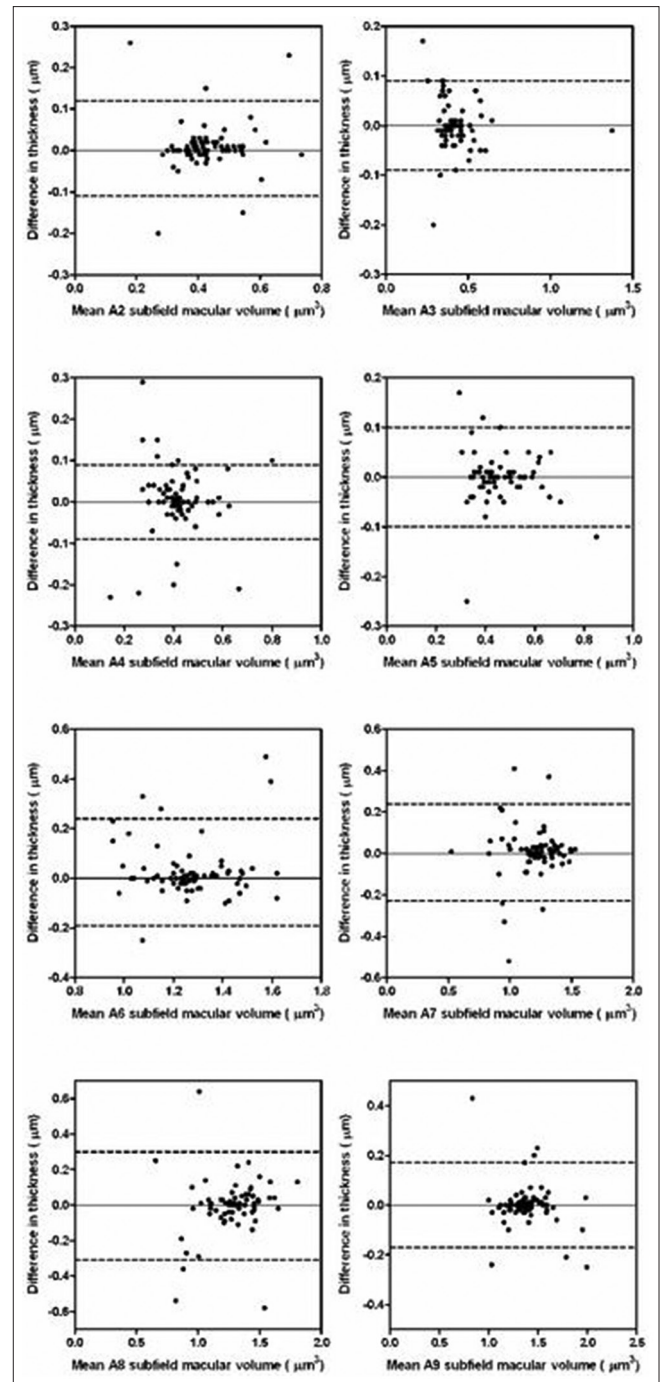 0.3
0.2
0.1
0.0
-0.1
-0.2
-0.3
Difference in thickness ( μm)
0.0 0.2 0.4 0.6 0.8
Mean A2 subfield macular volume ( μm³)
0.3
0.2
0.1
0.0
-0.1
-0.2
-0.3
Difference in thickness (μm)
0.0 0.5 1.0 1.5
Mean A3 subfield macular volume ( μm³)
0.3
0.2
0.1
0.0
-0.1
-0.2
-0.3
Difference in thickness ( μm)
0.0 0.2 0.4 0.6 0.8 1.0
Mean A4 subfield macular volume ( μm³)
0.2
0.1
0.0
-0.1
-0.2
-0.3
Difference in thickness ( μm)
0.0 0.2 0.4 0.6 0.8 1.0
Mean A5 subfield macular volume ( μm³)
0.6
0.4
0.2
0.0
-0.2
-0.4
Difference in thickness ( μm)
0.8 1.0 1.2 1.4 1.6 1.8
Mean A6 subfield macular volume ( μm³)
0.6
0.4
0.2
0.0
-0.2
-0.4
-0.6
Difference in thickness ( μm)
0.0 0.5 1.0 1.5 2.0
Mean A7 subfield macular volume ( μm³)
0.6
0.4
0.2
0.0
-0.2
-0.4
-0.6
Difference in thickness ( μm)
0.0 0.5 1.0 1.5 2.0
Mean A8 subfield macular volume ( μm³)
0.4
0.2
0.0
-0.2
-0.4
Difference in thickness ( μm)
0.0 0.5 1.0 1.5 2.0 2.5
Mean A9 subfield macular volume ( μm³)